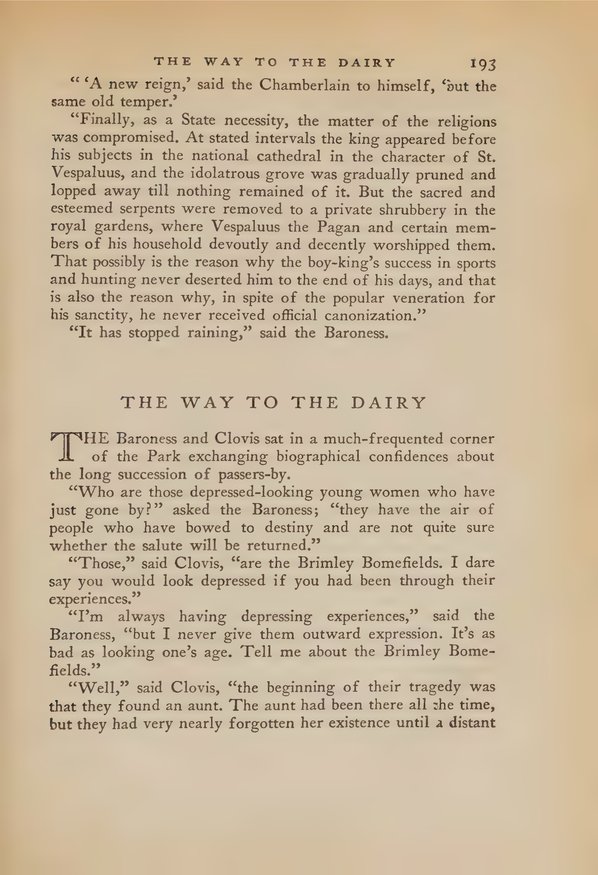 THE WAY TO THE DAIRY 193
“ ‘A new reign,’ said the Chamberlain to himself, ‘but the
same old temper.’
“Finally, as a State necessity, the matter of the religions
was compromised. At stated intervals the king appeared before
his subjects in the national cathedral in the character of St.
Vespaluus, and the idolatrous grove was gradually pruned and
lopped away till nothing remained of it. But the sacred and
esteemed serpents were removed to a private shrubbery in the
royal gardens, where Vespaluus the Pagan and certain mem-
bers of his household devoutly and decently worshipped them.
That possibly is the reason why the boy-king’s success in sports
and hunting never deserted him to the end of his days, and that
is also the reason why, in spite of the popular veneration for
his sanctity, he never received official canonization.”
“It has stopped raining,” said the Baroness.
THE WAY TO THE DAIRY
THE Baroness and Clovis sat in a much-frequented corner
of the Park exchanging biographical confidences about
the long succession of passers-by.
“Who are those depressed-looking young women who have
just gone by?” asked the Baroness; “they have the air of
people who have bowed to destiny and are not quite sure
whether the salute will be returned.”
“Those,” said Clovis, “are the Brimley Bomefields. I dare
say you would look depressed if you had been through their
experiences.”
“I’m always having depressing experiences,” said the
Baroness, “but I never give them outward expression. It’s as
bad as looking one’s age. Tell me about the Brimley Bome-
fields.”
“Well,” said Clovis, “the beginning of their tragedy was
that they found an aunt. The aunt had been there all the time,
but they had very nearly forgotten her existence until a distant